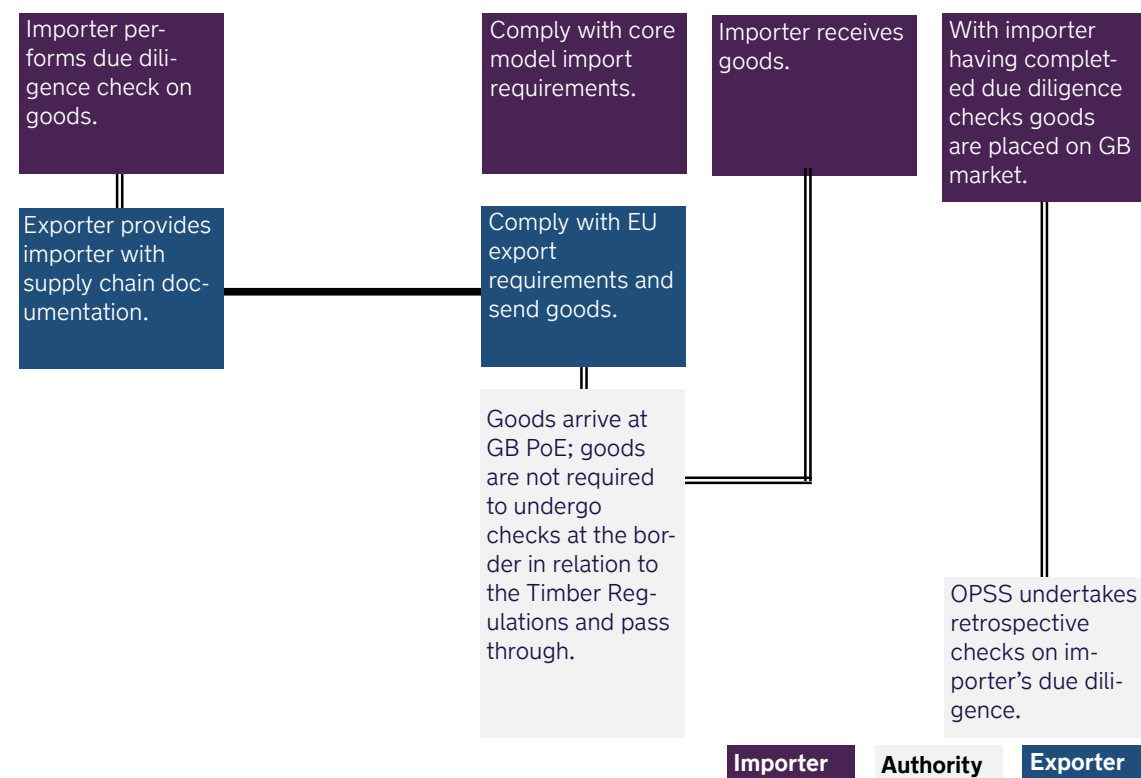 Importer per-
forms due dili-
gence check on
goods.
Exporter provides
importer with
supply chain doc-
umentation.
Comply with core
model import
requirements.
Comply with EU
export
requirements and
send goods.
Goods arrive at
GB PoE; goods
are not required
to undergo
checks at the bor-
der in relation to
the Timber Reg-
ulations and pass
through.
Importer receives
goods.
With importer
having complet-
ed due diligence
checks goods
are placed on GB
market.
OPSS undertakes
retrospective
checks on im-
porter’s due dili-
gence.
Importer
Authority
Exporter